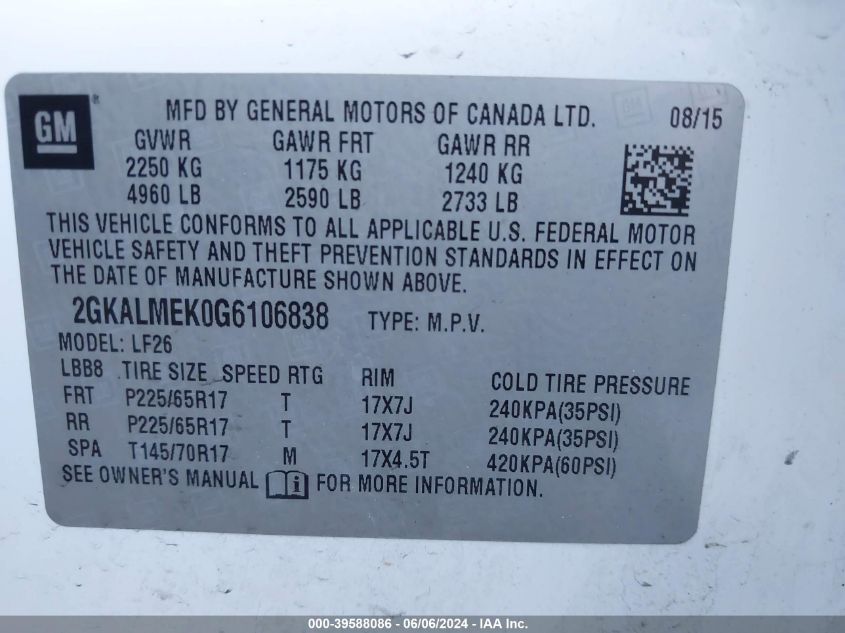 GM ®
MFD BY GENERAL MOTORS OF CANADA LTD. 08/15
GVWR GAWR FRT GAWR RR
2250 KG 1175 KG 1240 KG
4960 LB 2590 LB 2733 LB
THIS VEHICLE CONFORMS TO ALL APPLICABLE U.S. FEDERAL MOTOR
VEHICLE SAFETY AND THEFT PREVENTION STANDARDS IN EFFECT ON
THE DATE OF MANUFACTURE SHOWN ABOVE.
2GKALMEK0G6106838 TYPE: M.P.V.
MODEL: LF26
LBB8 TIRE SIZE SPEED RTG RIM COLD TIRE PRESSURE
FRT P225/65R17 T 17X7J 240KPA(35PSI)
RR P225/65R17 T 17X7J 240KPA(35PSI)
SPA T145/70R17 M 17X4.5T 420KPA(60PSI)
SEE OWNER'S MANUAL FOR MORE INFORMATION.
000-39588086 - 06/06/2024 - IAA Inc.